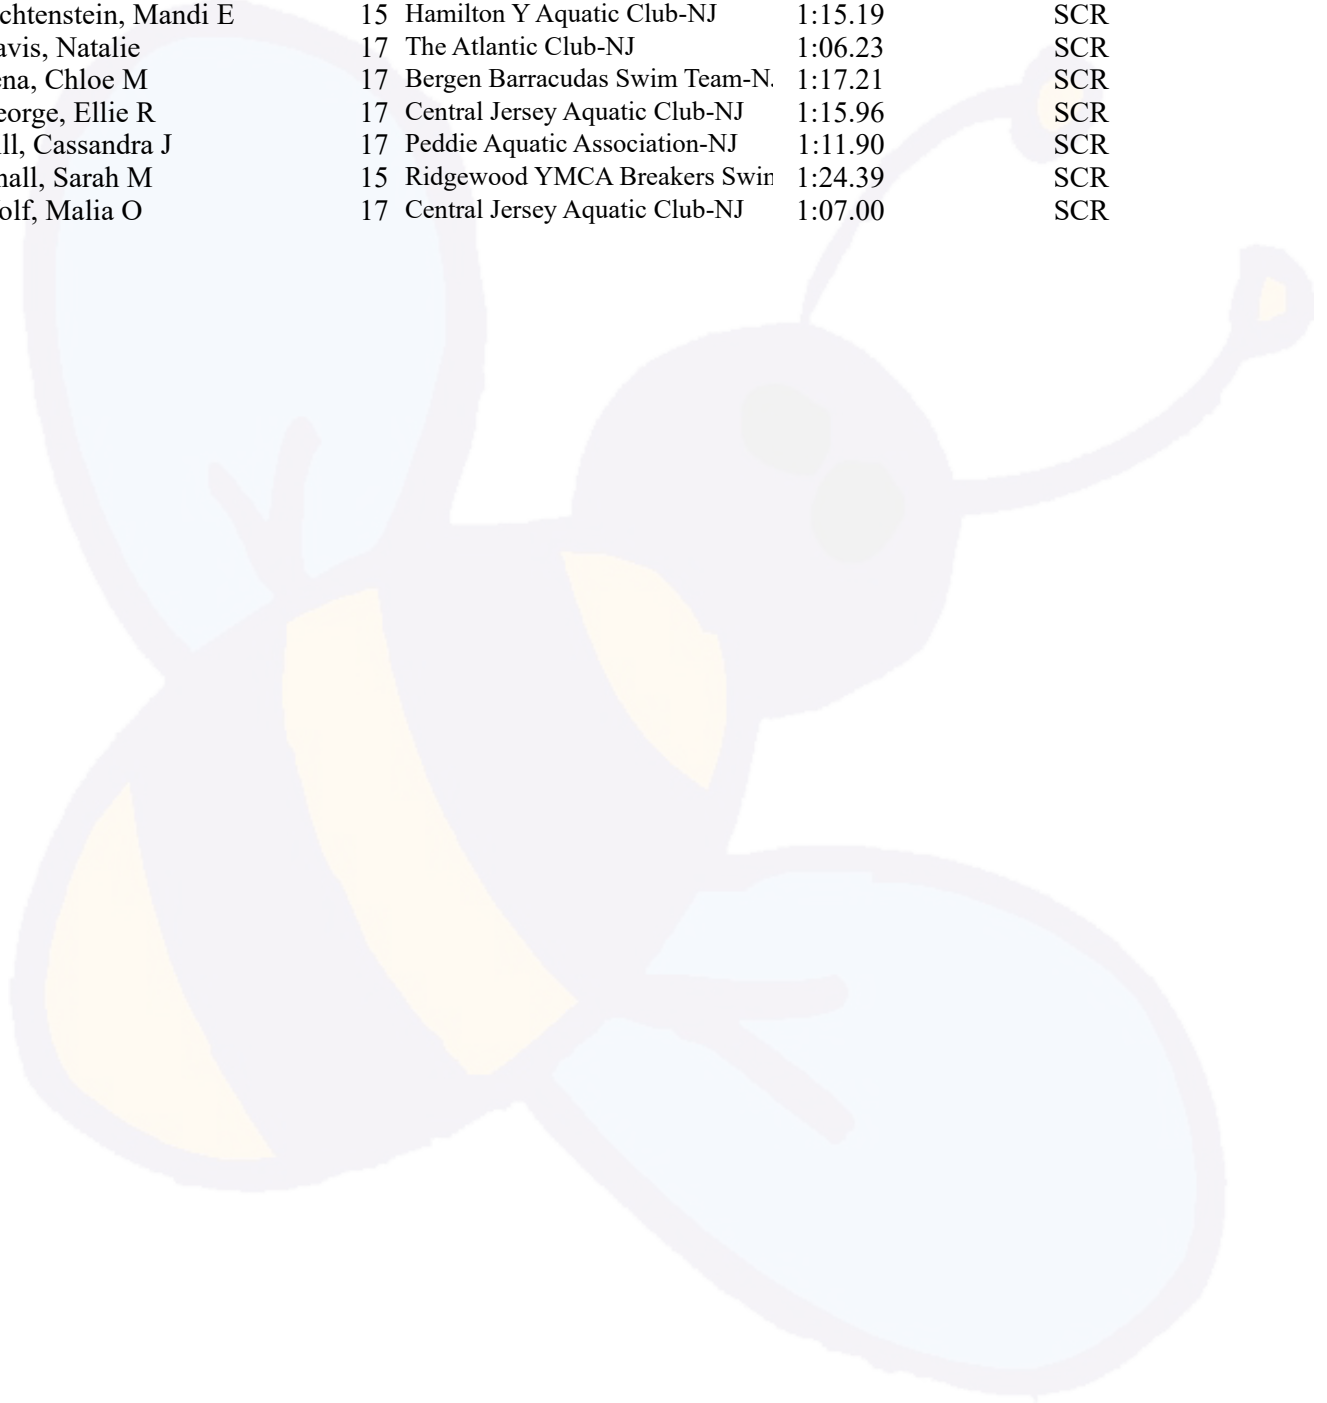 chtenstein, Mandi E 15 Hamilton Y Aquatic Club-NJ 1:15.19 SCR
avis, Natalie 17 The Atlantic Club-NJ 1:06.23 SCR
ena, Chloe M 17 Bergen Barracudas Swim Team-N 1:17.21 SCR
eorge, Ellie R 17 Central Jersey Aquatic Club-NJ 1:15.96 SCR
ill, Cassandra J 17 Peddie Aquatic Association-NJ 1:11.90 SCR
nall, Sarah M 15 Ridgewood YMCA Breakers Swin 1:24.39 SCR
olf, Malia O 17 Central Jersey Aquatic Club-NJ 1:07.00 SCR